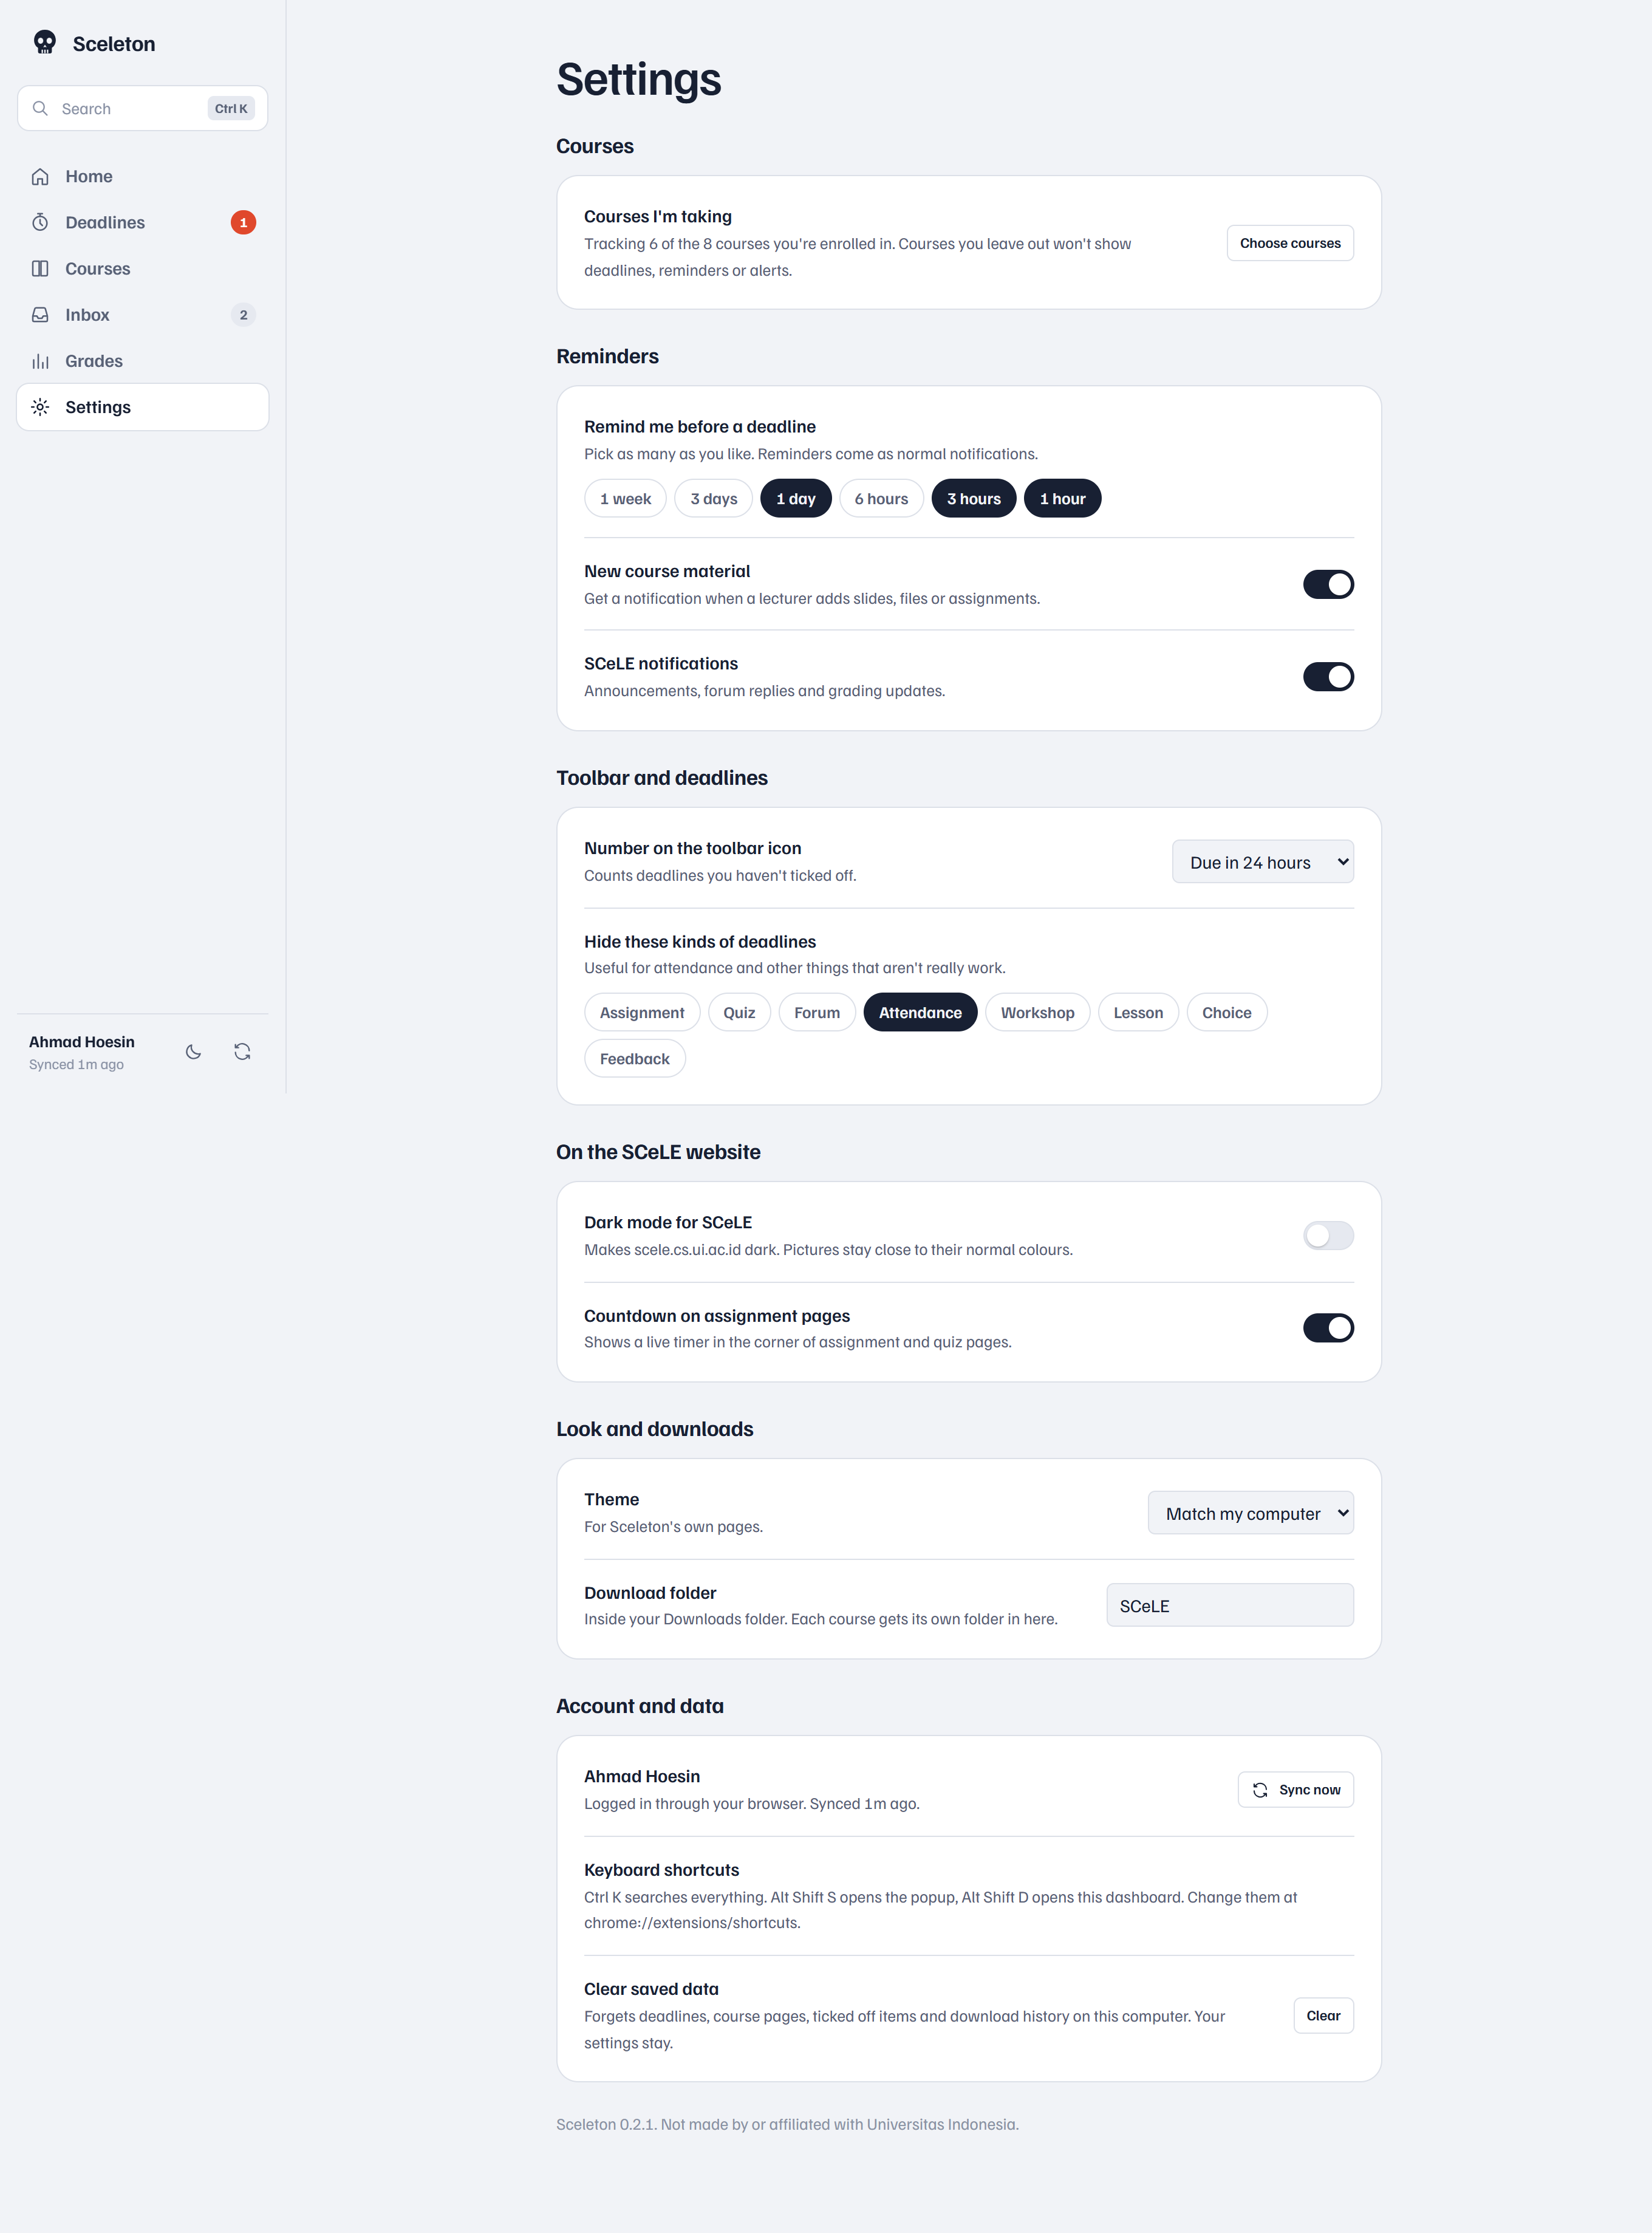 Sceleton
Search
Ctrl K
Home
Deadlines
1
Courses
Inbox
2
Grades
Settings
Ahmad Hoesin
Synced 1m ago
Settings
Courses
Courses I'm taking
Tracking 6 of the 8 courses you're enrolled in. Courses you leave out won't show
deadlines, reminders or alerts.
Choose courses
Reminders
Remind me before a deadline
Pick as many as you like. Reminders come as normal notifications.
1 week
3 days
1 day
6 hours
3 hours
1 hour
New course material
Get a notification when a lecturer adds slides, files or assignments.
SCeLE notifications
Announcements, forum replies and grading updates.
Toolbar and deadlines
Number on the toolbar icon
Counts deadlines you haven't ticked off.
Due in 24 hours
Hide these kinds of deadlines
Useful for attendance and other things that aren't really work.
Assignment
Quiz
Forum
Attendance
Workshop
Lesson
Choice
Feedback
On the SCeLE website
Dark mode for SCeLE
Makes scele.cs.ui.ac.id dark. Pictures stay close to their normal colours.
Countdown on assignment pages
Shows a live timer in the corner of assignment and quiz pages.
Look and downloads
Theme
For Sceleton's own pages.
Match my computer
Download folder
Inside your Downloads folder. Each course gets its own folder in here.
SCeLE
Account and data
Ahmad Hoesin
Logged in through your browser. Synced 1m ago.
Sync now
Keyboard shortcuts
Ctrl K searches everything. Alt Shift S opens the popup, Alt Shift D opens this dashboard. Change them at
chrome://extensions/shortcuts.
Clear saved data
Forgets deadlines, course pages, ticked off items and download history on this computer. Your
settings stay.
Clear
Sceleton 0.2.1. Not made by or affiliated with Universitas Indonesia.